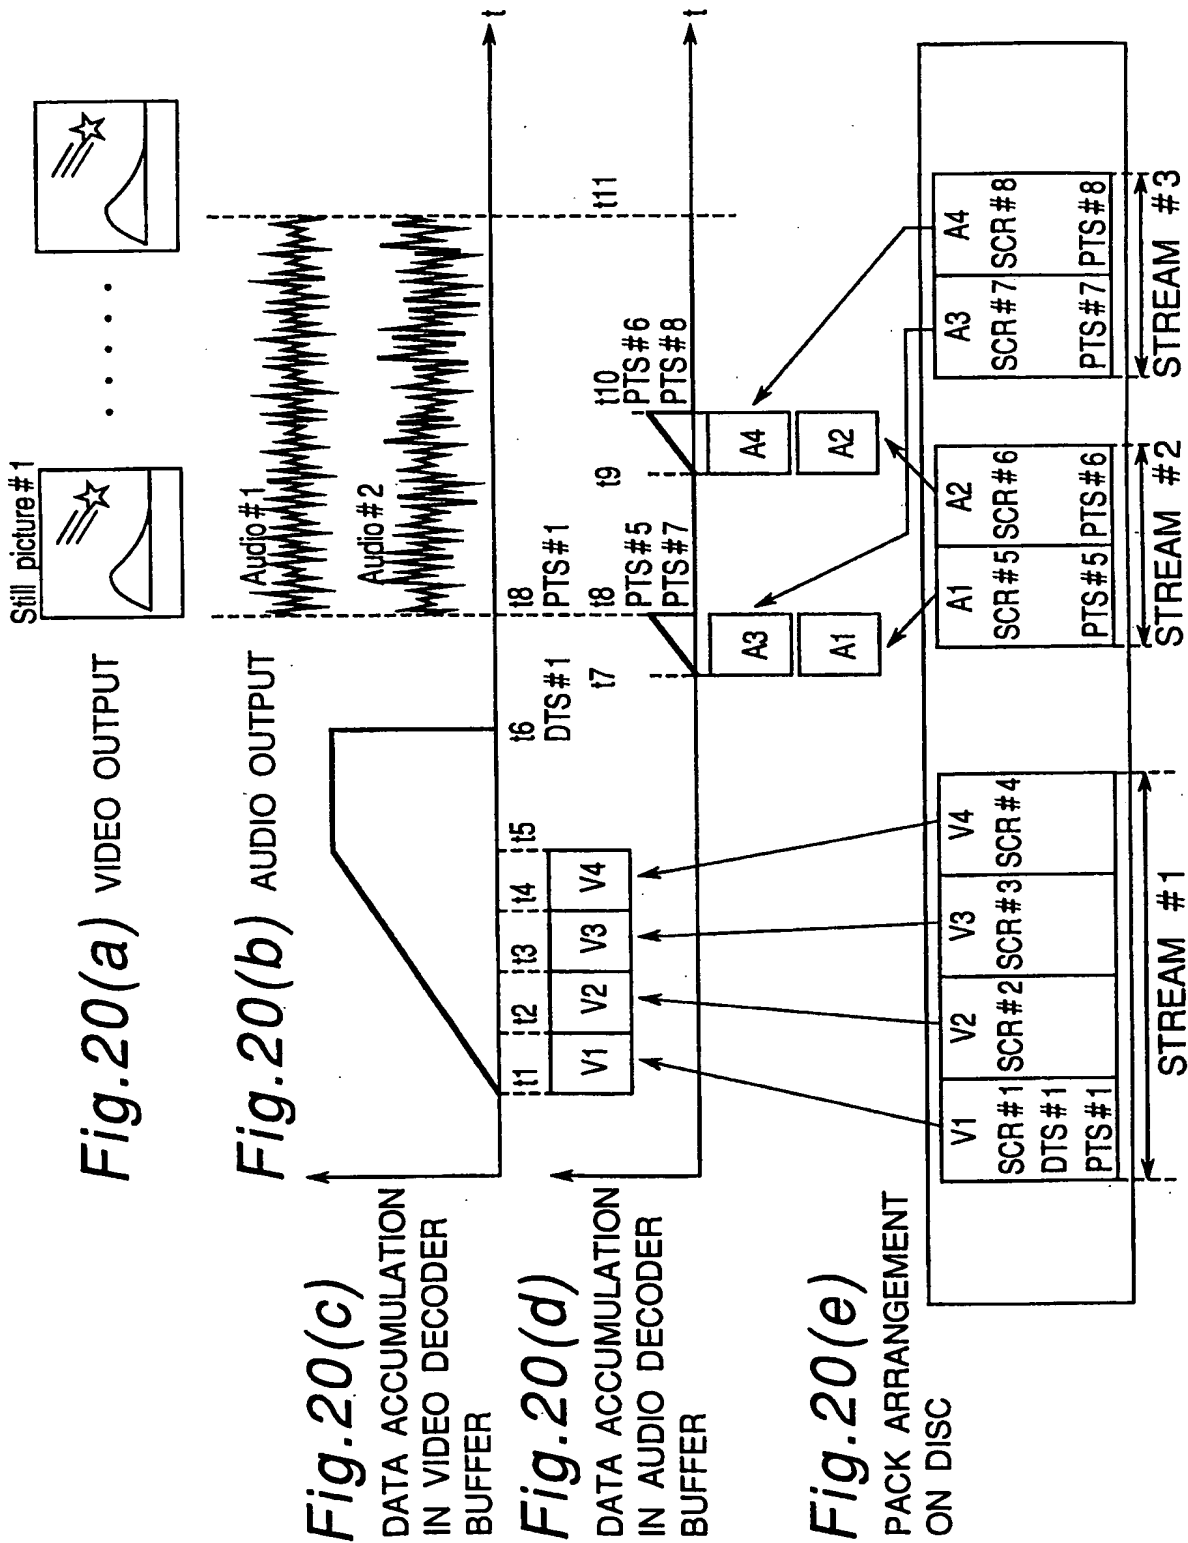 Fig.20(a) VIDEO OUTPUT
Still picture#1
Fig.20(b) AUDIO OUTPUT
Audio#1
Audio#2
t11
Fig.20(c)
DATA ACCUMULATION
IN VIDEO DECODER
BUFFER
t
t1 t2 t3 t4 t5 t6 t8
DTS#1 PTS#1
V1 V2 V3 V4
Fig.20(d)
DATA ACCUMULATION
IN AUDIO DECODER
BUFFER
t
t7 t8 t9 t10
PTS#5 PTS#6
PTS#7 PTS#8
A3 A4
A1 A2
Fig.20(e)
PACK ARRANGEMENT
ON DISC
V1 V2 V3 V4 A1 A2 A3 A4
SCR#1 SCR#2 SCR#3 SCR#4 SCR#5 SCR#6 SCR#7 SCR#8
DTS#1
PTS#1 PTS#5 PTS#6 PTS#7 PTS#8
STREAM #1 STREAM #2 STREAM #3